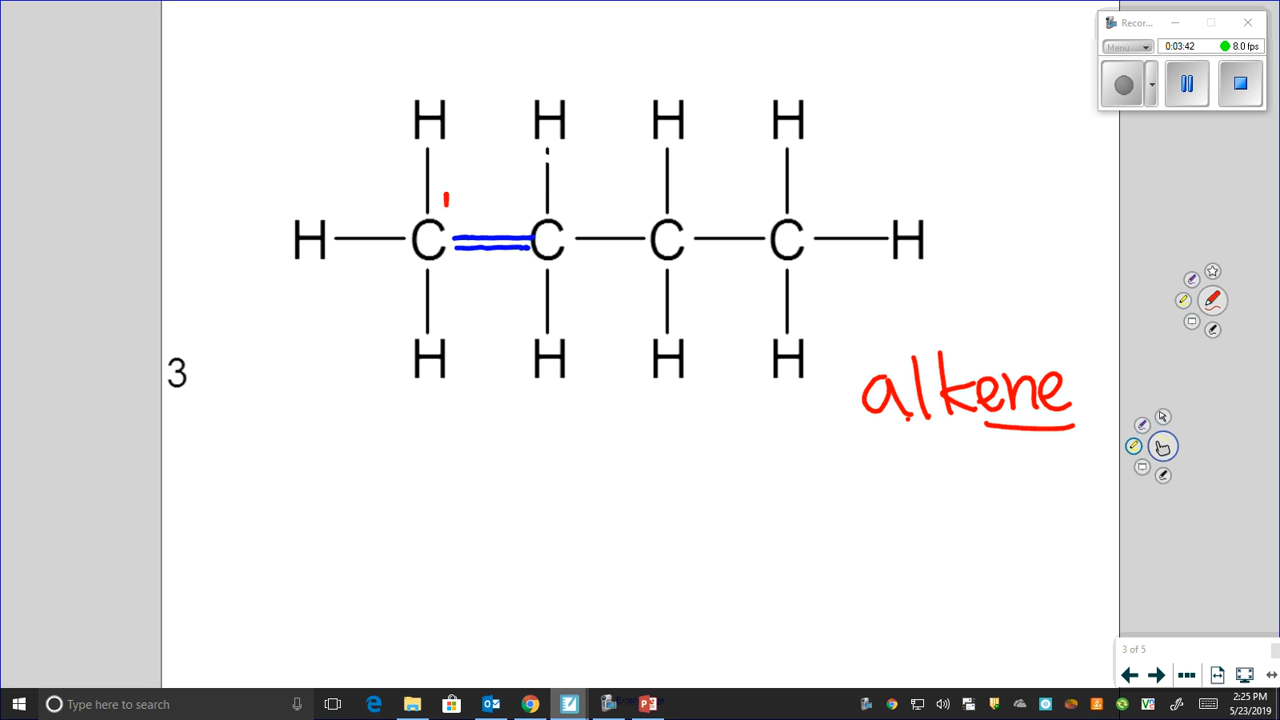 Recor...
Menu
0:03:42 8.0 fps
H H H H
1
H C C C C H
H H H H
3
alkene
3 of 5
Type here to search
2:25 PM
5/23/2019